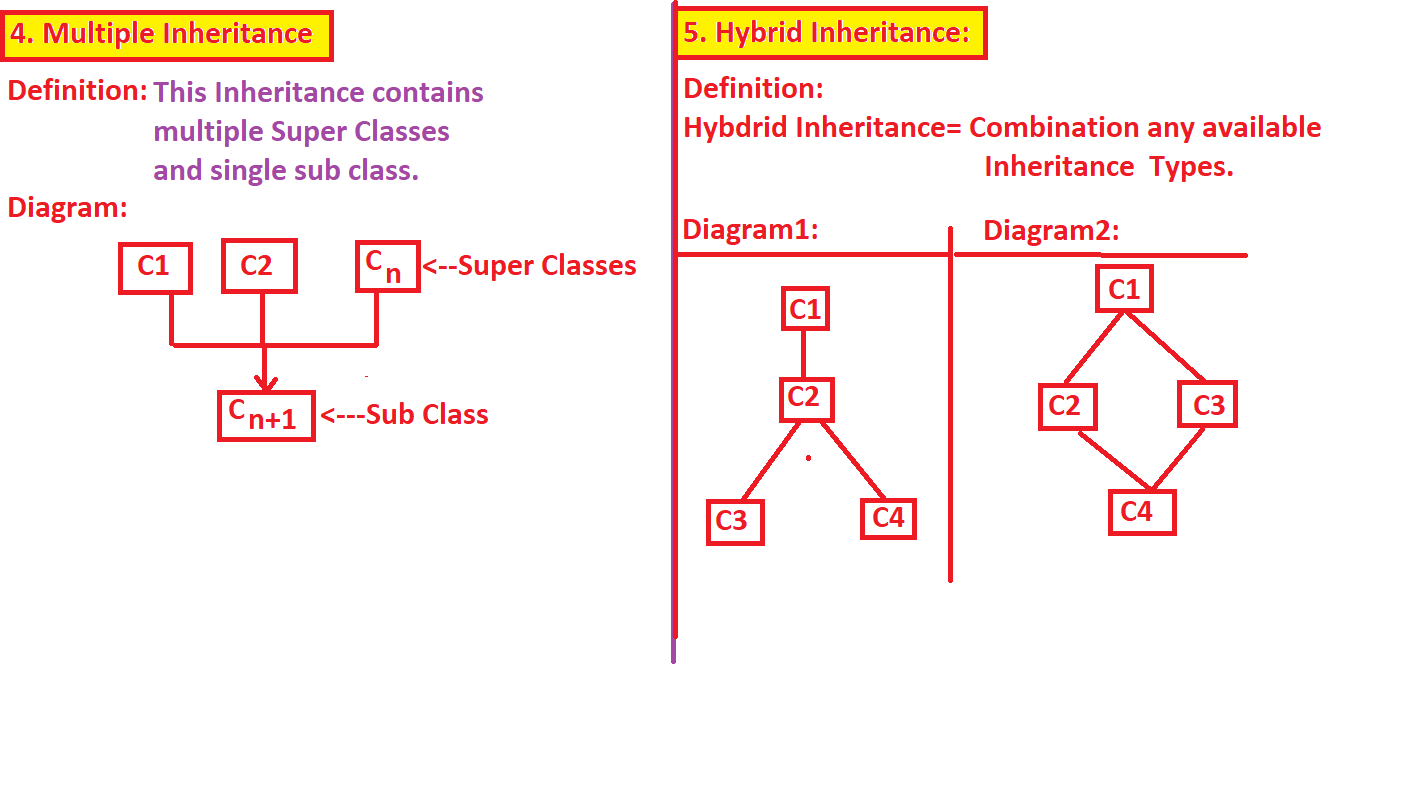 4. Multiple Inheritance
Definition: This Inheritance contains
multiple Super Classes
and single sub class.
Diagram:
C1
C2
C n
<--Super Classes
C n+1
<---Sub Class
5. Hybrid Inheritance:
Definition:
Hybdrid Inheritance= Combination any available
Inheritance Types.
Diagram1:
C1
C2
C3
C4
Diagram2:
C1
C2
C3
C4